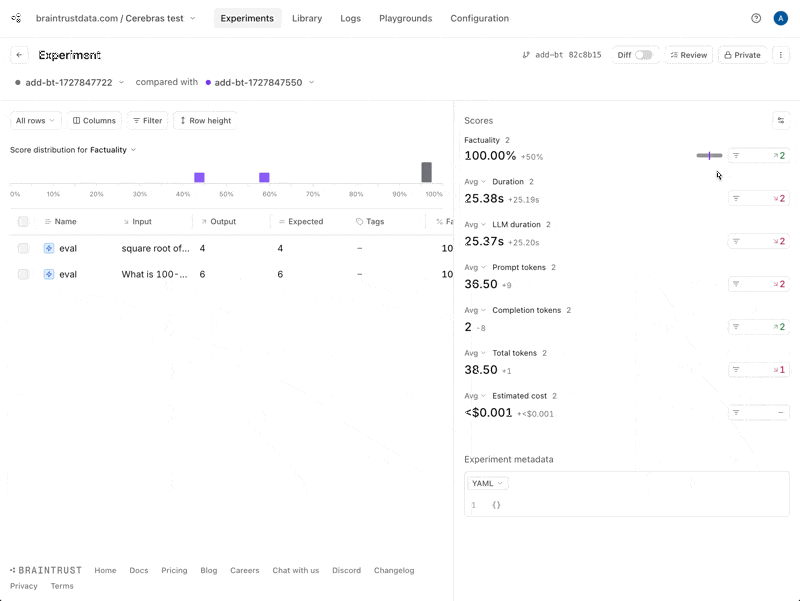 braintrustdata.com / Cerebras test Experiments Library Logs Playgrounds Configuration A
Experiment add-bt 82c8b15 Diff Review Private
add-bt-1727847722 compared with add-bt-1727847550
All rows Columns Filter Row height
Score distribution for Factuality
0% 10% 20% 30% 40% 50% 60% 70% 80% 90% 100%
Name Input Output Expected Tags % Fa
eval square root of... 4 4 – 10
eval What is 100-... 6 6 – 10
Scores
Factuality 2
100.00% +50% 2
Avg Duration 2
25.38s +25.19s 2
Avg LLM duration 2
25.37s +25.20s 2
Avg Prompt tokens 2
36.50 +9 2
Avg Completion tokens 2
2 -8 2
Avg Total tokens 2
38.50 +1 1
Avg Estimated cost 2
<$0.001 +<$0.001 –
Experiment metadata
YAML
1 {}
BRAINTRUST Home Docs Pricing Blog Careers Chat with us Discord Changelog
Privacy Terms